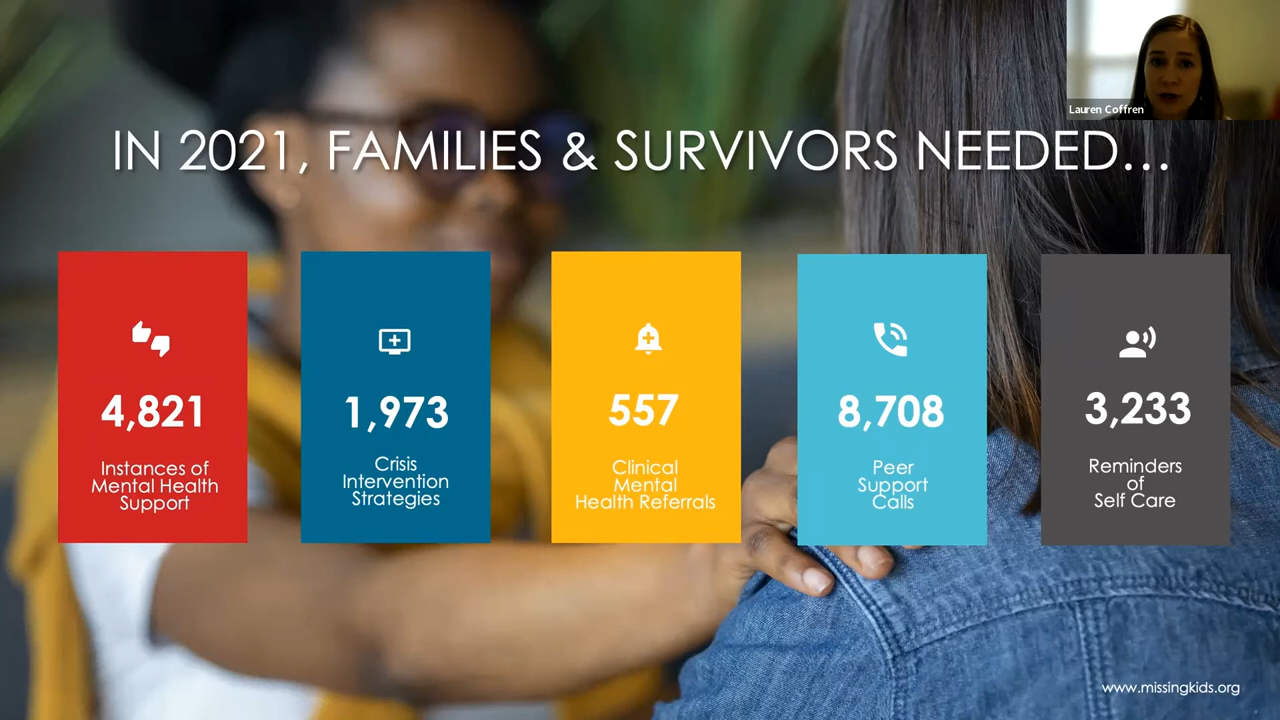 Lauren Coffren
IN 2021, FAMILIES & SURVIVORS NEEDED...
4,821
Instances of
Mental Health
Support
1,973
Crisis
Intervention
Strategies
557
Clinical
Mental
Health Referrals
8,708
Peer
Support
Calls
3,233
Reminders
of
Self Care
www.missingkids.org